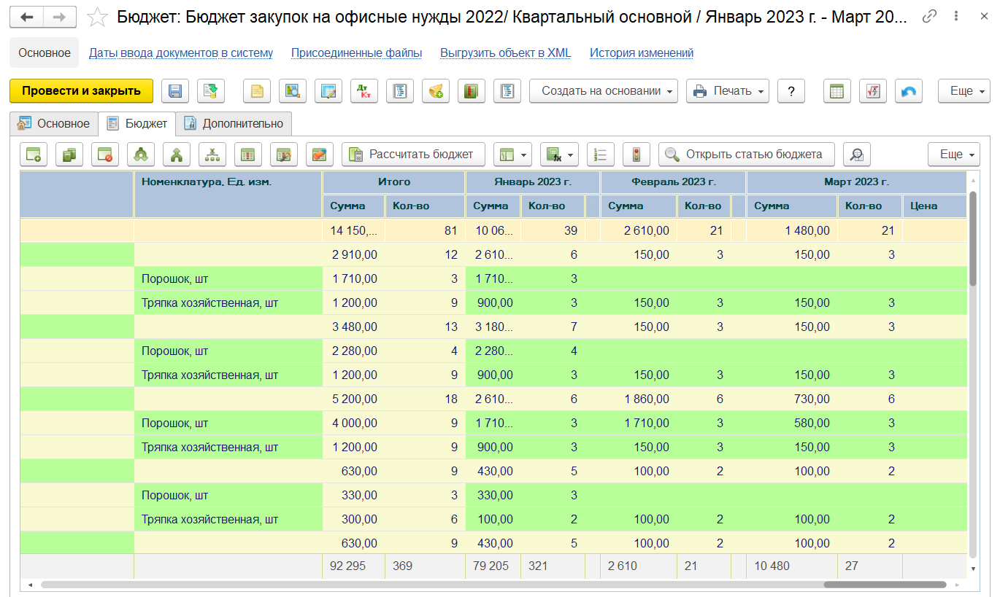 Бюджет: Бюджет закупок на офисные нужды 2022/ Квартальный основной / Январь 2023 г. - Март 20...
Основное Даты ввода документов в систему Присоединенные файлы Выгрузить объект в XML История изменений
Провести и закрыть Дт Кт Создать на основании Печать ? Еще
Основное Бюджет Дополнительно
Рассчитать бюджет fx Открыть статью бюджета Еще
Номенклатура, Ед. изм. Итого Январь 2023 г. Февраль 2023 г. Март 2023 г.
Сумма Кол-во Сумма Кол-во Сумма Кол-во Сумма Кол-во Цена
14 150,... 81 10 06... 39 2 610,00 21 1 480,00 21
2 910,00 12 2 610... 6 150,00 3 150,00 3
Порошок, шт 1 710,00 3 1 710... 3
Тряпка хозяйственная, шт 1 200,00 9 900,00 3 150,00 3 150,00 3
3 480,00 13 3 180... 7 150,00 3 150,00 3
Порошок, шт 2 280,00 4 2 280... 4
Тряпка хозяйственная, шт 1 200,00 9 900,00 3 150,00 3 150,00 3
5 200,00 18 2 610... 6 1 860,00 6 730,00 6
Порошок, шт 4 000,00 9 1 710... 3 1 710,00 3 580,00 3
Тряпка хозяйственная, шт 1 200,00 9 900,00 3 150,00 3 150,00 3
630,00 9 430,00 5 100,00 2 100,00 2
Порошок, шт 330,00 3 330,00 3
Тряпка хозяйственная, шт 300,00 6 100,00 2 100,00 2 100,00 2
630,00 9 430,00 5 100,00 2 100,00 2
92 295 369 79 205 321 2 610 21 10 480 27